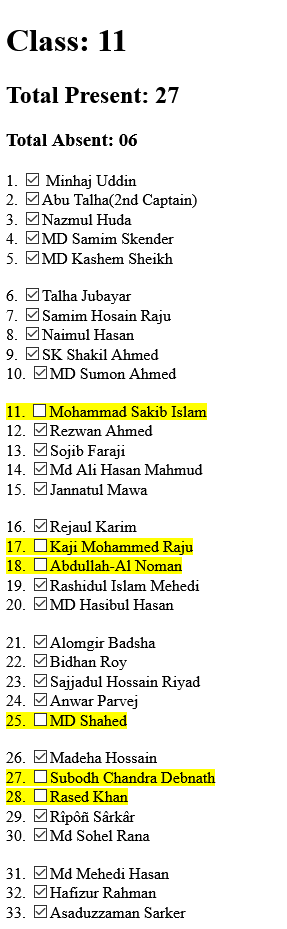 Class: 11
Total Present: 27
Total Absent: 06
1. Minhaj Uddin
2. Abu Talha(2nd Captain)
3. Nazmul Huda
4. MD Samim Skender
5. MD Kashem Sheikh
6. Talha Jubayar
7. Samim Hosain Raju
8. Naimul Hasan
9. SK Shakil Ahmed
10. MD Sumon Ahmed
11. Mohammad Sakib Islam
12. Rezwan Ahmed
13. Sojib Faraji
14. Md Ali Hasan Mahmud
15. Jannatul Mawa
16. Rejaul Karim
17. Kaji Mohammed Raju
18. Abdullah-Al Noman
19. Rashidul Islam Mehedi
20. MD Hasibul Hasan
21. Alomgir Badsha
22. Bidhan Roy
23. Sajjadul Hossain Riyad
24. Anwar Parvej
25. MD Shahed
26. Madeha Hossain
27. Subodh Chandra Debnath
28. Rased Khan
29. Rîpôñ Sârkâr
30. Md Sohel Rana
31. Md Mehedi Hasan
32. Hafizur Rahman
33. Asaduzzaman Sarker